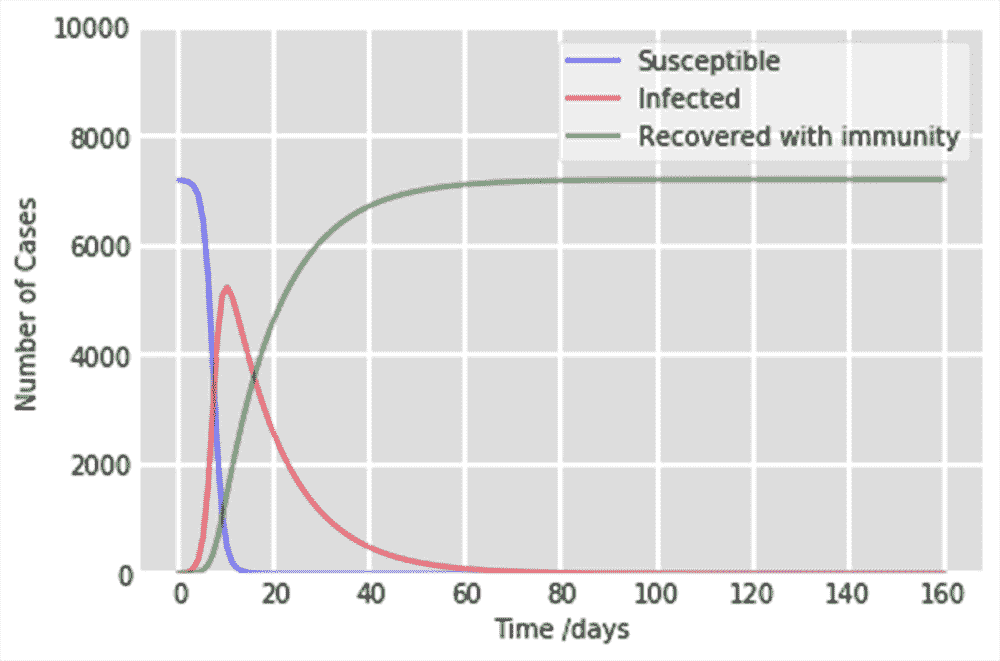 10000
8000
6000
4000
2000
0
Number of Cases
Susceptible
Infected
Recovered with immunity
0 20 40 60 80 100 120 140 160
Time /days